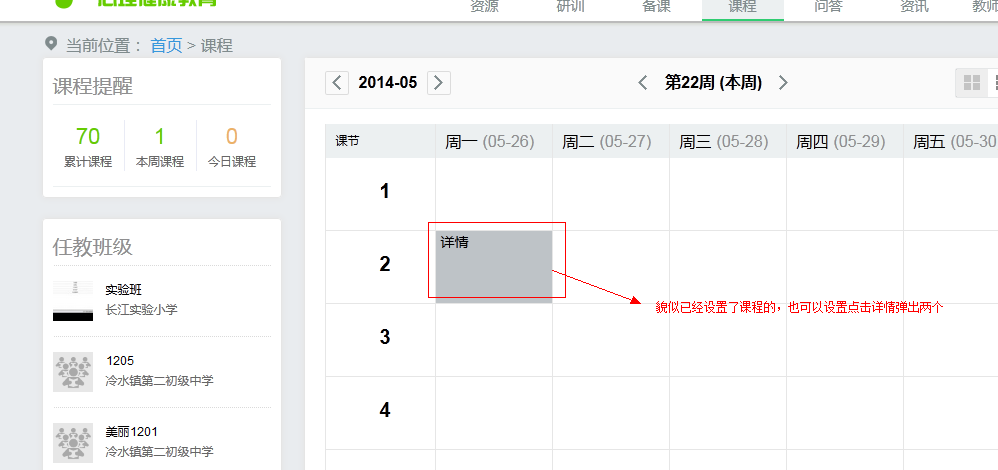 心理健康教育
资源 研训 备课 课程 问答 资讯 教师
当前位置： 首页 > 课程
课程提醒
70 1 0
累计课程 本周课程 今日课程
任教班级
实验班
长江实验小学
1205
冷水镇第二初级中学
美丽1201
冷水镇第二初级中学
2014-05 第22周 (本周)
课节 周一 (05-26) 周二 (05-27) 周三 (05-28) 周四 (05-29) 周五 (05-30
1
详情
2
貌似已经设置了课程的，也可以设置点击详情弹出两个
3
4